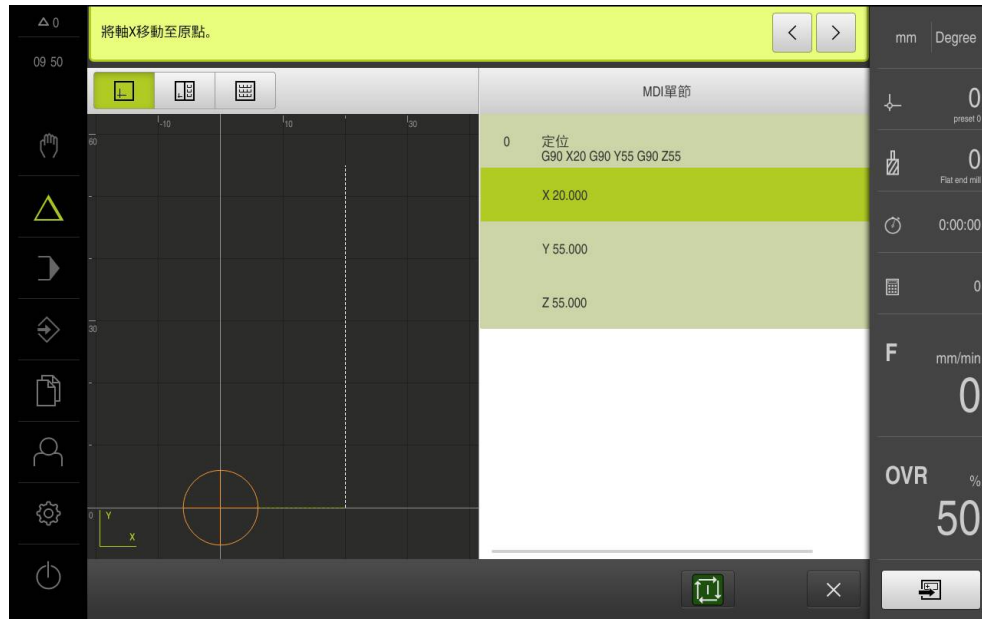 0
09 50
將軸X移動至原點。
-10
10
30
60
30
0
Y
X
MDI單節
0 定位
G90 X20 G90 Y55 G90 Z55
X 20.000
Y 55.000
Z 55.000
mm Degree
0
preset 0
0
Flat end mill
0:00:00
0
F mm/min
0
OVR %
50